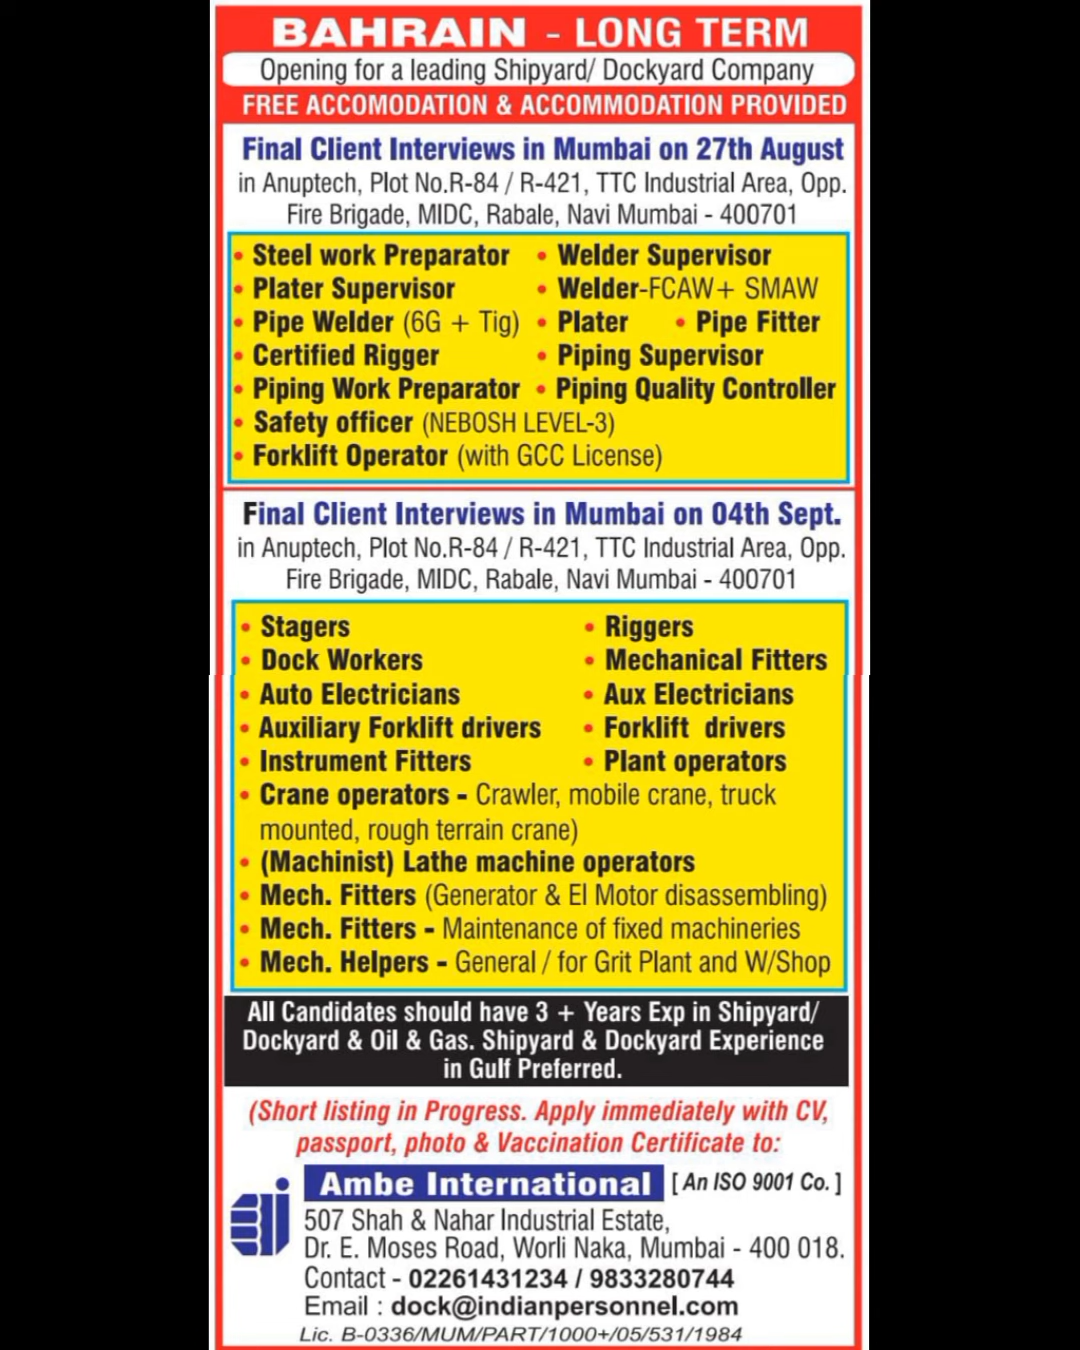 BAHRAIN - LONG TERM
Opening for a leading Shipyard/ Dockyard Company
FREE ACCOMODATION & ACCOMMODATION PROVIDED
Final Client Interviews in Mumbai on 27th August
in Anuptech, Plot No.R-84 / R-421, TTC Industrial Area, Opp.
Fire Brigade, MIDC, Rabale, Navi Mumbai - 400701
• Steel work Preparator • Welder Supervisor
• Plater Supervisor • Welder-FCAW+ SMAW
• Pipe Welder (6G + Tig) • Plater • Pipe Fitter
• Certified Rigger • Piping Supervisor
• Piping Work Preparator • Piping Quality Controller
• Safety officer (NEBOSH LEVEL-3)
• Forklift Operator (with GCC License)
Final Client Interviews in Mumbai on 04th Sept.
in Anuptech, Plot No.R-84 / R-421, TTC Industrial Area, Opp.
Fire Brigade, MIDC, Rabale, Navi Mumbai - 400701
• Stagers • Riggers
• Dock Workers • Mechanical Fitters
• Auto Electricians • Aux Electricians
• Auxiliary Forklift drivers • Forklift drivers
• Instrument Fitters • Plant operators
• Crane operators - Crawler, mobile crane, truck
mounted, rough terrain crane)
• (Machinist) Lathe machine operators
• Mech. Fitters (Generator & El Motor disassembling)
• Mech. Fitters - Maintenance of fixed machineries
• Mech. Helpers - General / for Grit Plant and W/Shop
All Candidates should have 3 + Years Exp in Shipyard/
Dockyard & Oil & Gas. Shipyard & Dockyard Experience
in Gulf Preferred.
(Short listing in Progress. Apply immediately with CV,
passport, photo & Vaccination Certificate to:
Ambe International [ An ISO 9001 Co. ]
507 Shah & Nahar Industrial Estate,
Dr. E. Moses Road, Worli Naka, Mumbai - 400 018.
Contact - 02261431234 / 9833280744
Email : dock@indianpersonnel.com
Lic. B-0336/MUM/PART/1000+/05/531/1984